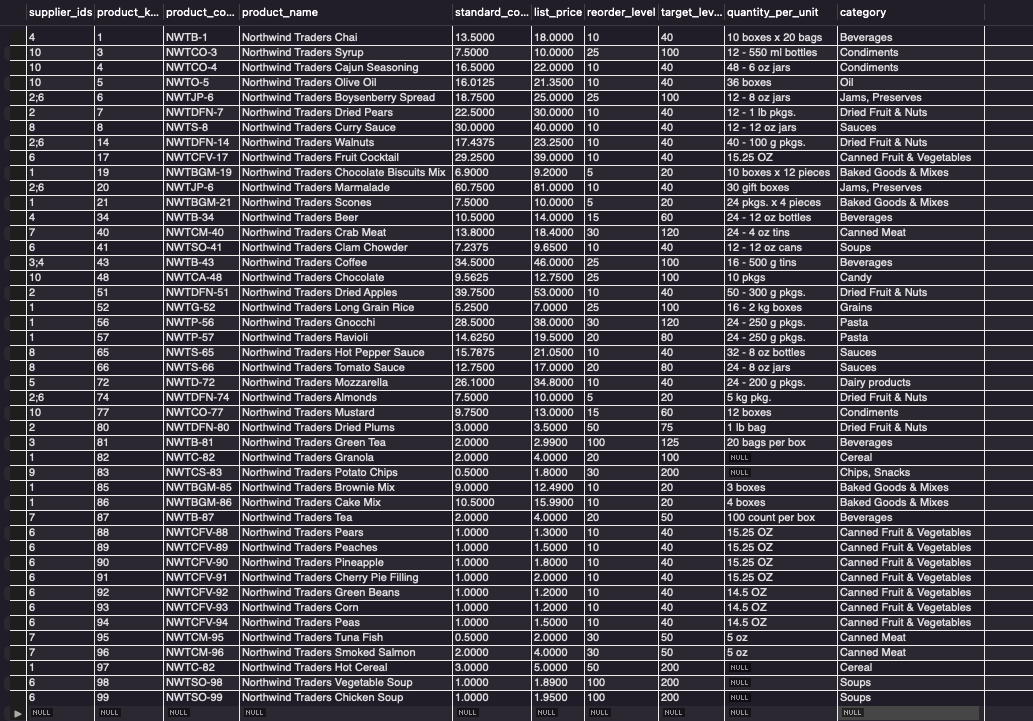 supplier_ids product_k... product_co... product_name standard_co... list_price reorder_level target_lev... quantity_per_unit category
4 1 NWTB-1 Northwind Traders Chai 13.5000 18.0000 10 40 10 boxes x 20 bags Beverages
10 3 NWTCO-3 Northwind Traders Syrup 7.5000 10.0000 25 100 12 - 550 ml bottles Condiments
10 4 NWTCO-4 Northwind Traders Cajun Seasoning 16.5000 22.0000 10 40 48 - 6 oz jars Condiments
10 5 NWTO-5 Northwind Traders Olive Oil 16.0125 21.3500 10 40 36 boxes Oil
2;6 6 NWTJP-6 Northwind Traders Boysenberry Spread 18.7500 25.0000 25 100 12 - 8 oz jars Jams, Preserves
2 7 NWTDFN-7 Northwind Traders Dried Pears 22.5000 30.0000 10 40 12 - 1 lb pkgs. Dried Fruit & Nuts
8 8 NWTS-8 Northwind Traders Curry Sauce 30.0000 40.0000 10 40 12 - 12 oz jars Sauces
2;6 14 NWTDFN-14 Northwind Traders Walnuts 17.4375 23.2500 10 40 40 - 100 g pkgs. Dried Fruit & Nuts
6 17 NWTCFV-17 Northwind Traders Fruit Cocktail 29.2500 39.0000 10 40 15.25 OZ Canned Fruit & Vegetables
1 19 NWTBGM-19 Northwind Traders Chocolate Biscuits Mix 6.9000 9.2000 5 20 10 boxes x 12 pieces Baked Goods & Mixes
2;6 20 NWTJP-6 Northwind Traders Marmalade 60.7500 81.0000 10 40 30 gift boxes Jams, Preserves
1 21 NWTBGM-21 Northwind Traders Scones 7.5000 10.0000 5 20 24 pkgs. x 4 pieces Baked Goods & Mixes
4 34 NWTB-34 Northwind Traders Beer 10.5000 14.0000 15 60 24 - 12 oz bottles Beverages
7 40 NWTCM-40 Northwind Traders Crab Meat 13.8000 18.4000 30 120 24 - 4 oz tins Canned Meat
6 41 NWTSO-41 Northwind Traders Clam Chowder 7.2375 9.6500 10 40 12 - 12 oz cans Soups
3;4 43 NWTB-43 Northwind Traders Coffee 34.5000 46.0000 25 100 16 - 500 g tins Beverages
10 48 NWTCA-48 Northwind Traders Chocolate 9.5625 12.7500 25 100 10 pkgs Candy
2 51 NWTDFN-51 Northwind Traders Dried Apples 39.7500 53.0000 10 40 50 - 300 g pkgs. Dried Fruit & Nuts
1 52 NWTG-52 Northwind Traders Long Grain Rice 5.2500 7.0000 25 100 16 - 2 kg boxes Grains
1 56 NWTP-56 Northwind Traders Gnocchi 28.5000 38.0000 30 120 24 - 250 g pkgs. Pasta
1 57 NWTP-57 Northwind Traders Ravioli 14.6250 19.5000 20 80 24 - 250 g pkgs. Pasta
8 65 NWTS-65 Northwind Traders Hot Pepper Sauce 15.7875 21.0500 10 40 32 - 8 oz bottles Sauces
8 66 NWTS-66 Northwind Traders Tomato Sauce 12.7500 17.0000 20 80 24 - 8 oz jars Sauces
5 72 NWTD-72 Northwind Traders Mozzarella 26.1000 34.8000 10 40 24 - 200 g pkgs. Dairy products
2;6 74 NWTDFN-74 Northwind Traders Almonds 7.5000 10.0000 5 20 5 kg pkg. Dried Fruit & Nuts
10 77 NWTCO-77 Northwind Traders Mustard 9.7500 13.0000 15 60 12 boxes Condiments
2 80 NWTDFN-80 Northwind Traders Dried Plums 3.0000 3.5000 50 75 1 lb bag Dried Fruit & Nuts
3 81 NWTB-81 Northwind Traders Green Tea 2.0000 2.9900 100 125 20 bags per box Beverages
1 82 NWTC-82 Northwind Traders Granola 2.0000 4.0000 20 100 NULL Cereal
9 83 NWTCS-83 Northwind Traders Potato Chips 0.5000 1.8000 30 200 NULL Chips, Snacks
1 85 NWTBGM-85 Northwind Traders Brownie Mix 9.0000 12.4900 10 20 3 boxes Baked Goods & Mixes
1 86 NWTBGM-86 Northwind Traders Cake Mix 10.5000 15.9900 10 20 4 boxes Baked Goods & Mixes
7 87 NWTB-87 Northwind Traders Tea 2.0000 4.0000 20 50 100 count per box Beverages
6 88 NWTCFV-88 Northwind Traders Pears 1.0000 1.3000 10 40 15.25 OZ Canned Fruit & Vegetables
6 89 NWTCFV-89 Northwind Traders Peaches 1.0000 1.5000 10 40 15.25 OZ Canned Fruit & Vegetables
6 90 NWTCFV-90 Northwind Traders Pineapple 1.0000 1.8000 10 40 15.25 OZ Canned Fruit & Vegetables
6 91 NWTCFV-91 Northwind Traders Cherry Pie Filling 1.0000 2.0000 10 40 15.25 OZ Canned Fruit & Vegetables
6 92 NWTCFV-92 Northwind Traders Green Beans 1.0000 1.2000 10 40 14.5 OZ Canned Fruit & Vegetables
6 93 NWTCFV-93 Northwind Traders Corn 1.0000 1.2000 10 40 14.5 OZ Canned Fruit & Vegetables
6 94 NWTCFV-94 Northwind Traders Peas 1.0000 1.5000 10 40 14.5 OZ Canned Fruit & Vegetables
7 95 NWTCM-95 Northwind Traders Tuna Fish 0.5000 2.0000 30 50 5 oz Canned Meat
7 96 NWTCM-96 Northwind Traders Smoked Salmon 2.0000 4.0000 30 50 5 oz Canned Meat
1 97 NWTC-82 Northwind Traders Hot Cereal 3.0000 5.0000 50 200 NULL Cereal
6 98 NWTSO-98 Northwind Traders Vegetable Soup 1.0000 1.8900 100 200 NULL Soups
6 99 NWTSO-99 Northwind Traders Chicken Soup 1.0000 1.9500 100 200 NULL Soups
NULL NULL NULL NULL NULL NULL NULL NULL NULL NULL